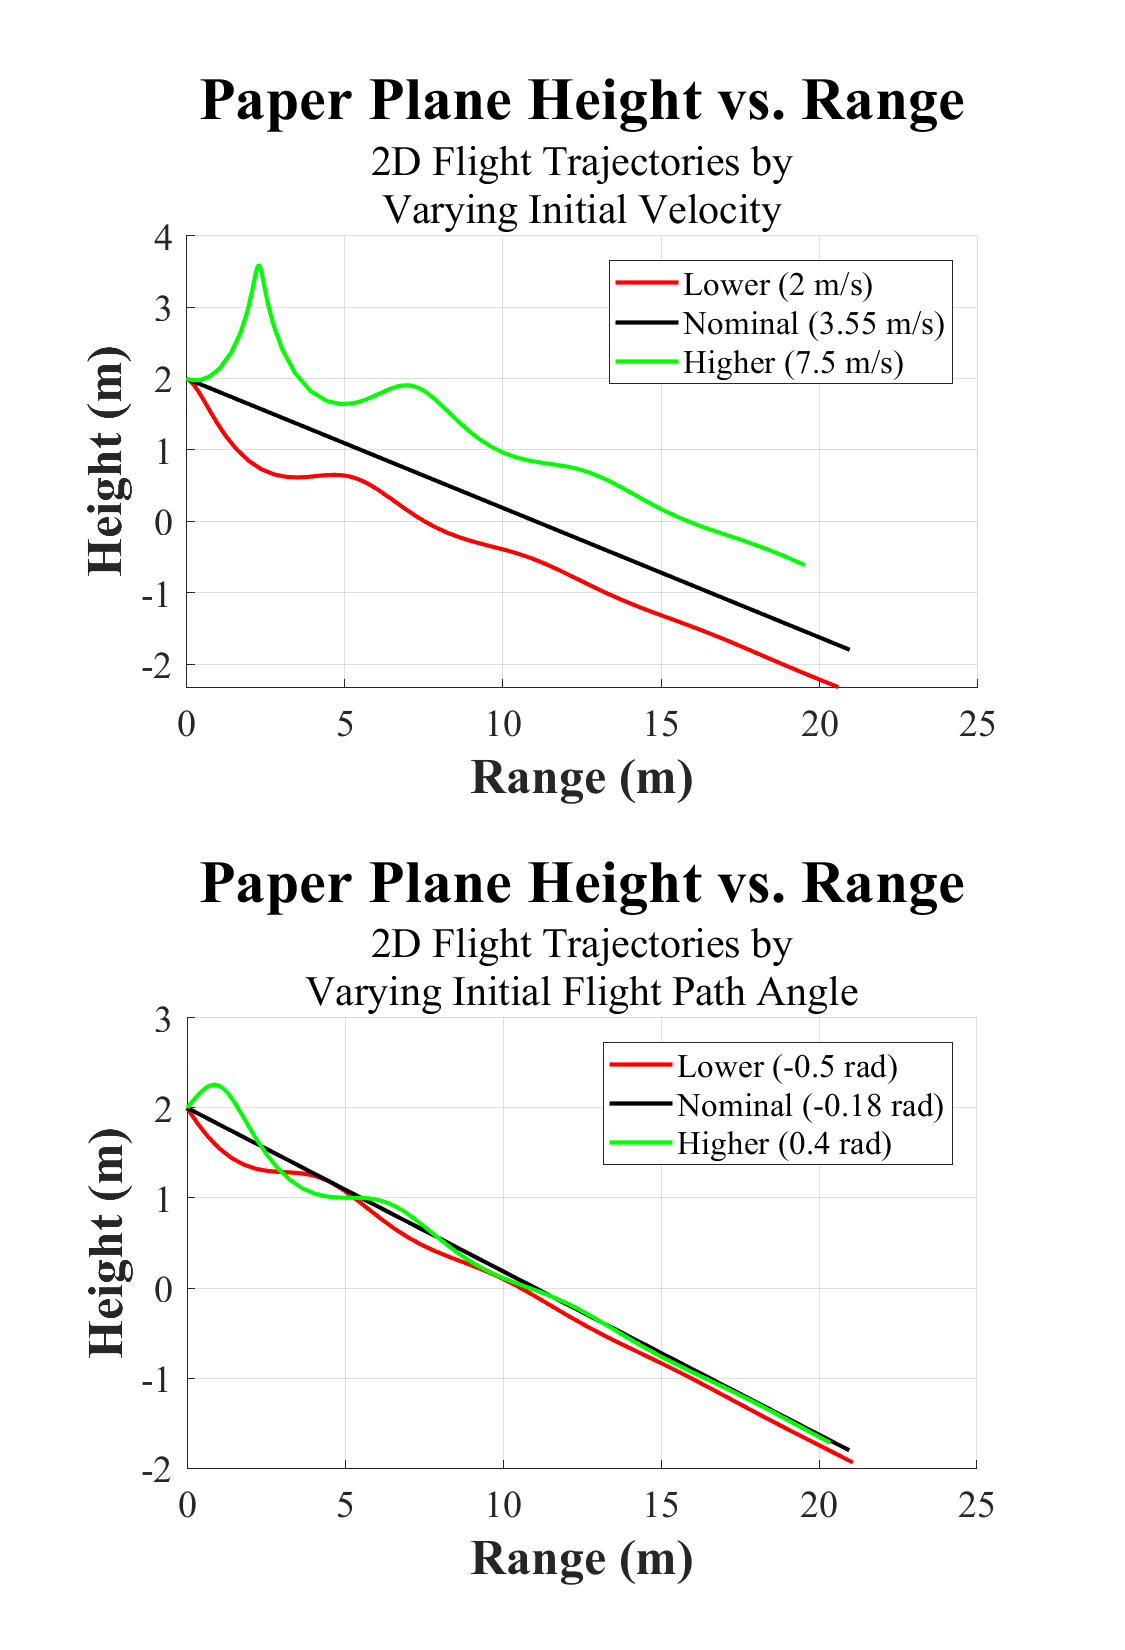 Paper Plane Height vs. Range
2D Flight Trajectories by
Varying Initial Velocity
4
3
2
1
0
-1
-2
Height (m)
Lower (2 m/s)
Nominal (3.55 m/s)
Higher (7.5 m/s)
0 5 10 15 20 25
Range (m)
Paper Plane Height vs. Range
2D Flight Trajectories by
Varying Initial Flight Path Angle
3
2
1
0
-1
-2
Height (m)
Lower (-0.5 rad)
Nominal (-0.18 rad)
Higher (0.4 rad)
0 5 10 15 20 25
Range (m)